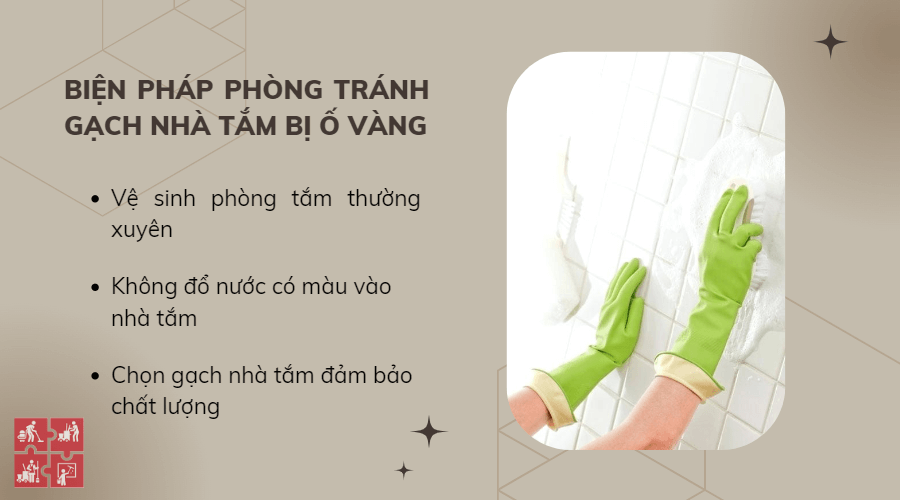 BIỆN PHÁP PHÒNG TRÁNH
GẠCH NHÀ TẮM BỊ Ố VÀNG
• Vệ sinh phòng tắm thường
xuyên
• Không đổ nước có màu vào
nhà tắm
• Chọn gạch nhà tắm đảm bảo
chất lượng